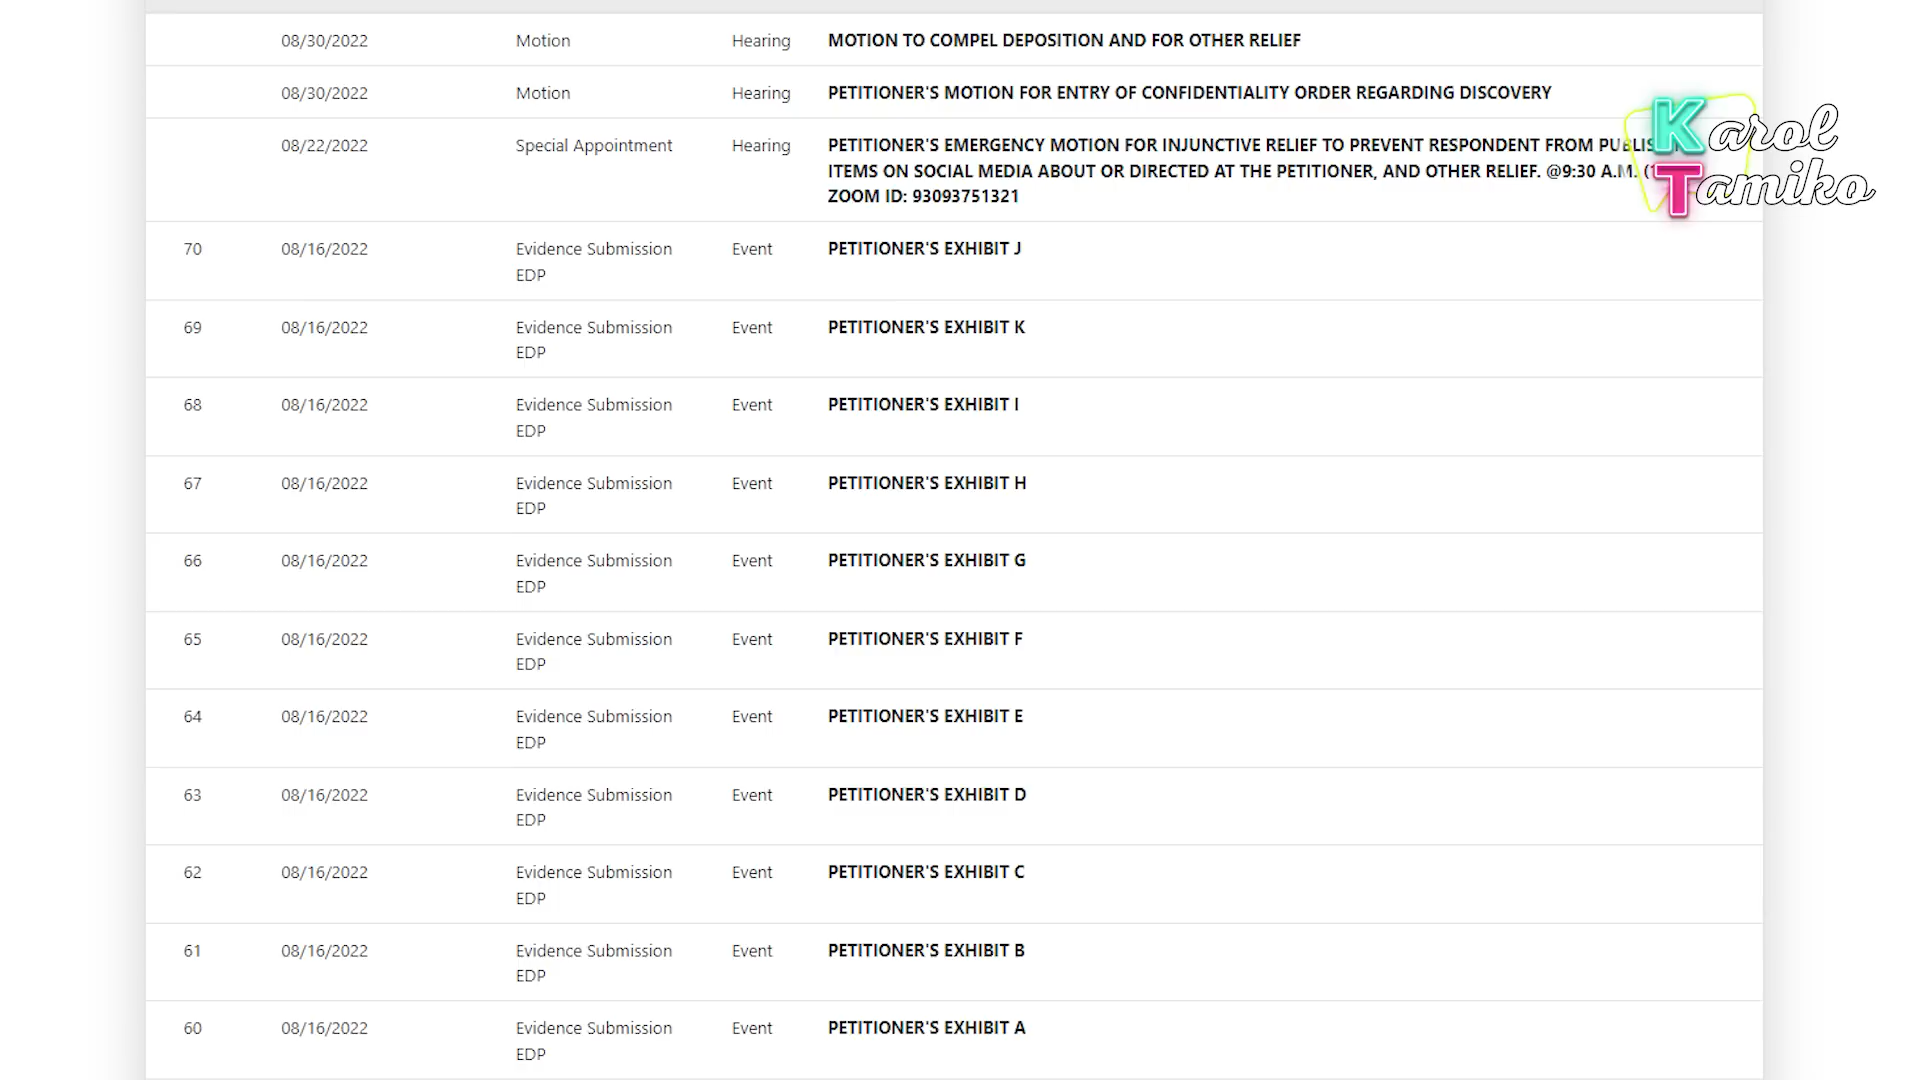 08/30/2022 Motion Hearing MOTION TO COMPEL DEPOSITION AND FOR OTHER RELIEF
08/30/2022 Motion Hearing PETITIONER'S MOTION FOR ENTRY OF CONFIDENTIALITY ORDER REGARDING DISCOVERY
08/22/2022 Special Appointment Hearing PETITIONER'S EMERGENCY MOTION FOR INJUNCTIVE RELIEF TO PREVENT RESPONDENT FROM
ITEMS ON SOCIAL MEDIA ABOUT OR DIRECTED AT THE PETITIONER, AND OTHER RELIEF. @9:30 A.M.
ZOOM ID: 93093751321
Karol
Tamiko
70 08/16/2022 Evidence Submission Event PETITIONER'S EXHIBIT J
EDP
69 08/16/2022 Evidence Submission Event PETITIONER'S EXHIBIT K
EDP
68 08/16/2022 Evidence Submission Event PETITIONER'S EXHIBIT I
EDP
67 08/16/2022 Evidence Submission Event PETITIONER'S EXHIBIT H
EDP
66 08/16/2022 Evidence Submission Event PETITIONER'S EXHIBIT G
EDP
65 08/16/2022 Evidence Submission Event PETITIONER'S EXHIBIT F
EDP
64 08/16/2022 Evidence Submission Event PETITIONER'S EXHIBIT E
EDP
63 08/16/2022 Evidence Submission Event PETITIONER'S EXHIBIT D
EDP
62 08/16/2022 Evidence Submission Event PETITIONER'S EXHIBIT C
EDP
61 08/16/2022 Evidence Submission Event PETITIONER'S EXHIBIT B
EDP
60 08/16/2022 Evidence Submission Event PETITIONER'S EXHIBIT A
EDP